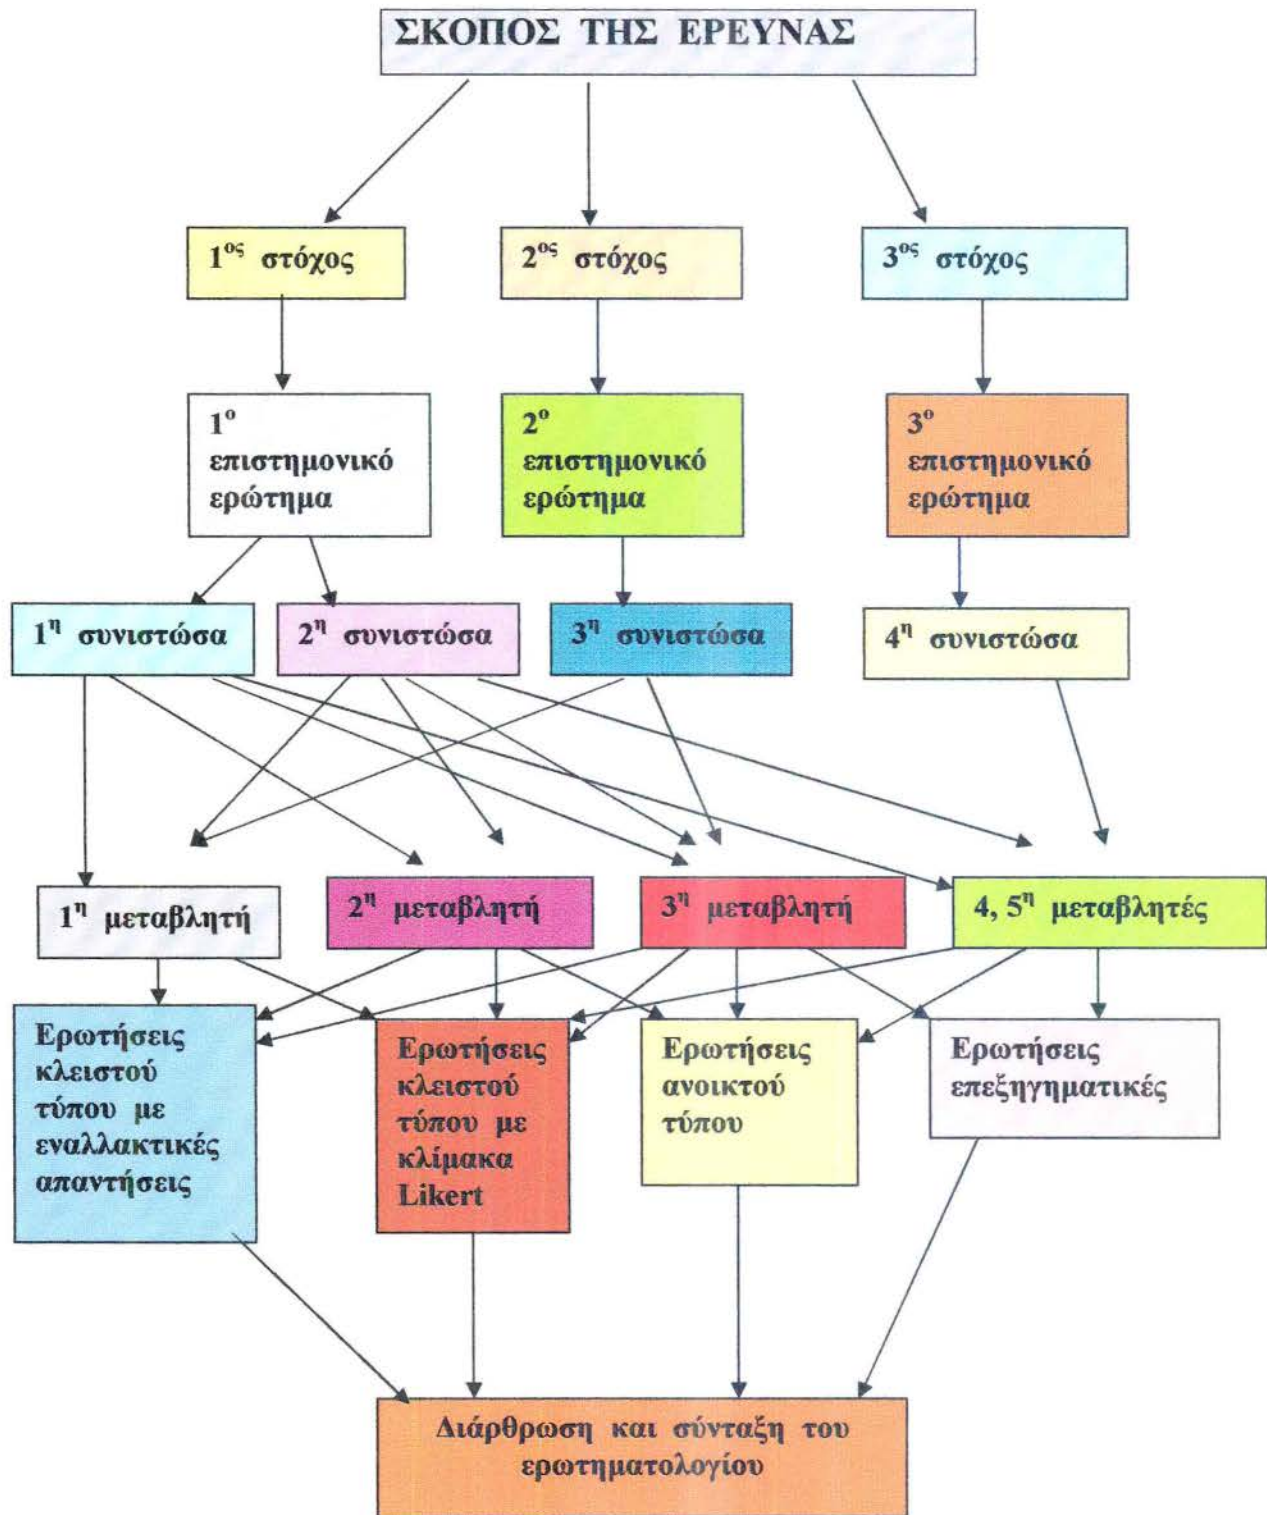 ΣΚΟΠΟΣ ΤΗΣ ΕΡΕΥΝΑΣ
1ος στόχος
2ος στόχος
3ος στόχος
1ο
επιστημονικό
ερώτημα
2ο
επιστημονικό
ερώτημα
3ο
επιστημονικό
ερώτημα
1η συνιστώσα
2η συνιστώσα
3η συνιστώσα
4η συνιστώσα
1η μεταβλητή
2η μεταβλητή
3η μεταβλητή
4, 5η μεταβλητές
Ερωτήσεις
κλειστού
τύπου με
εναλλακτικές
απαντήσεις
Ερωτήσεις
κλειστού
τύπου με
κλίμακα
Likert
Ερωτήσεις
ανοικτού
τύπου
Ερωτήσεις
επεξηγηματικές
Διάρθρωση και σύνταξη του
ερωτηματολογίου